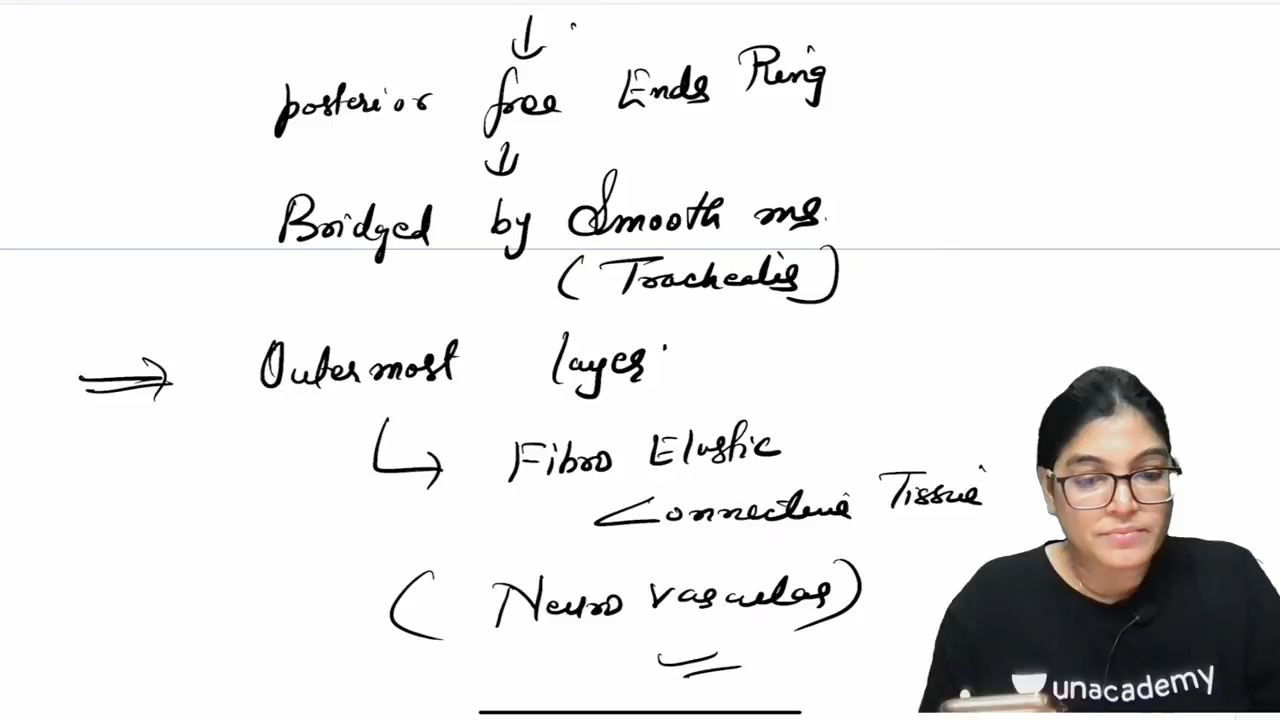 posterior free Ends Ring
Bridged by Smooth ms.
(Trachealis)
Outermost layer
Fibro Elastic
Connective Tissue
(Neuro vascular)
unacademy